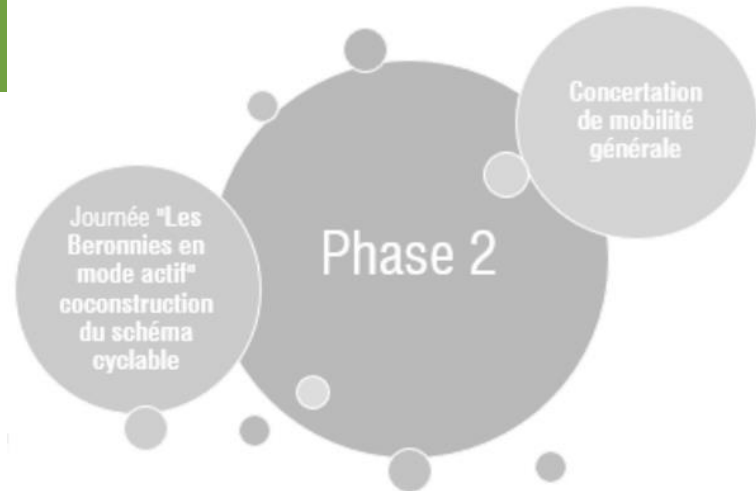 Concertation
de mobilité
générale
Journée "Les
Beronnies en
mode actif"
coconstruction
du schéma
cyclable
Phase 2